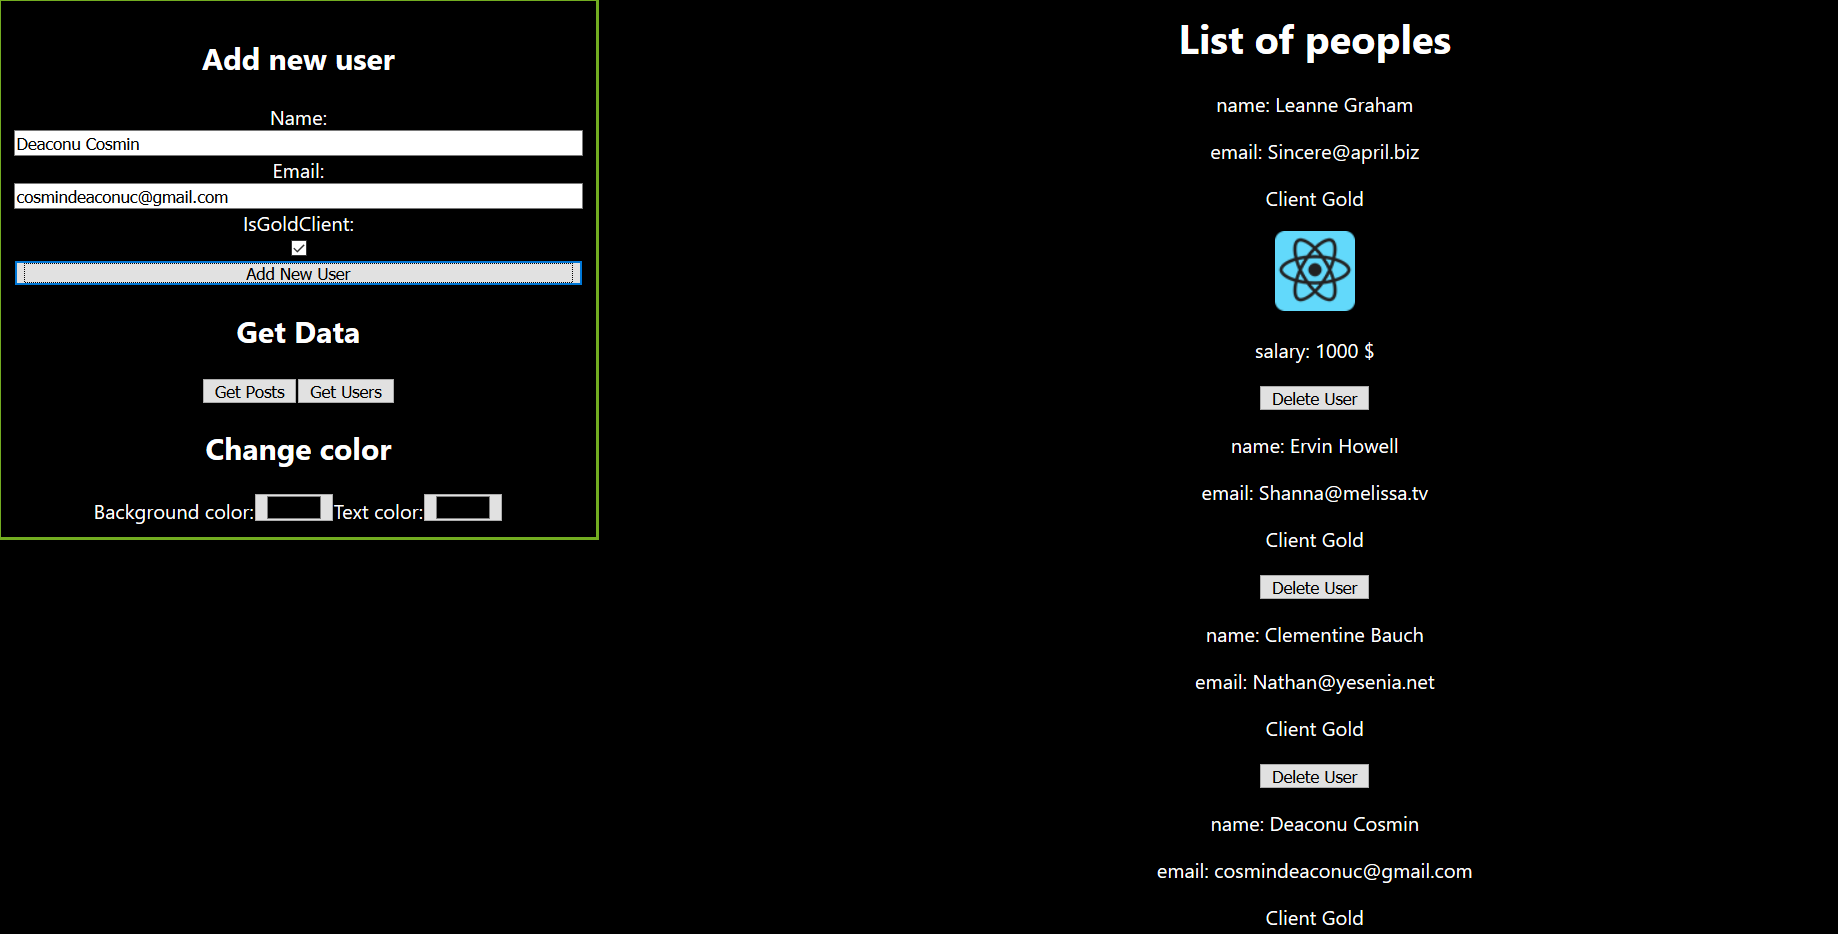 Add new user
Name:
Deaconu Cosmin
Email:
cosmindeaconuc@gmail.com
IsGoldClient:
Add New User
Get Data
Get Posts Get Users
Change color
Background color: Text color:
List of peoples
name: Leanne Graham
email: Sincere@april.biz
Client Gold
salary: 1000 $
Delete User
name: Ervin Howell
email: Shanna@melissa.tv
Client Gold
Delete User
name: Clementine Bauch
email: Nathan@yesenia.net
Client Gold
Delete User
name: Deaconu Cosmin
email: cosmindeaconuc@gmail.com
Client Gold